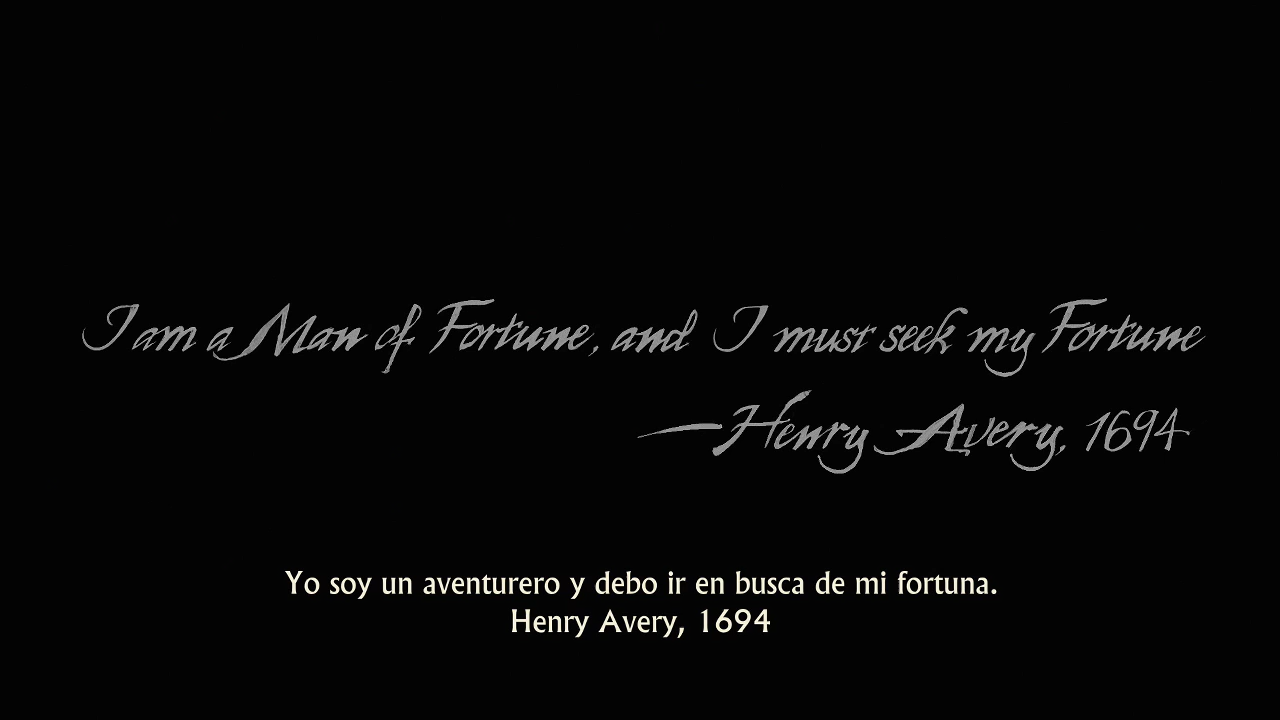 I am a Man of Fortune, and I must seek my Fortune
—Henry Avery, 1694
Yo soy un aventurero y debo ir en busca de mi fortuna.
Henry Avery, 1694